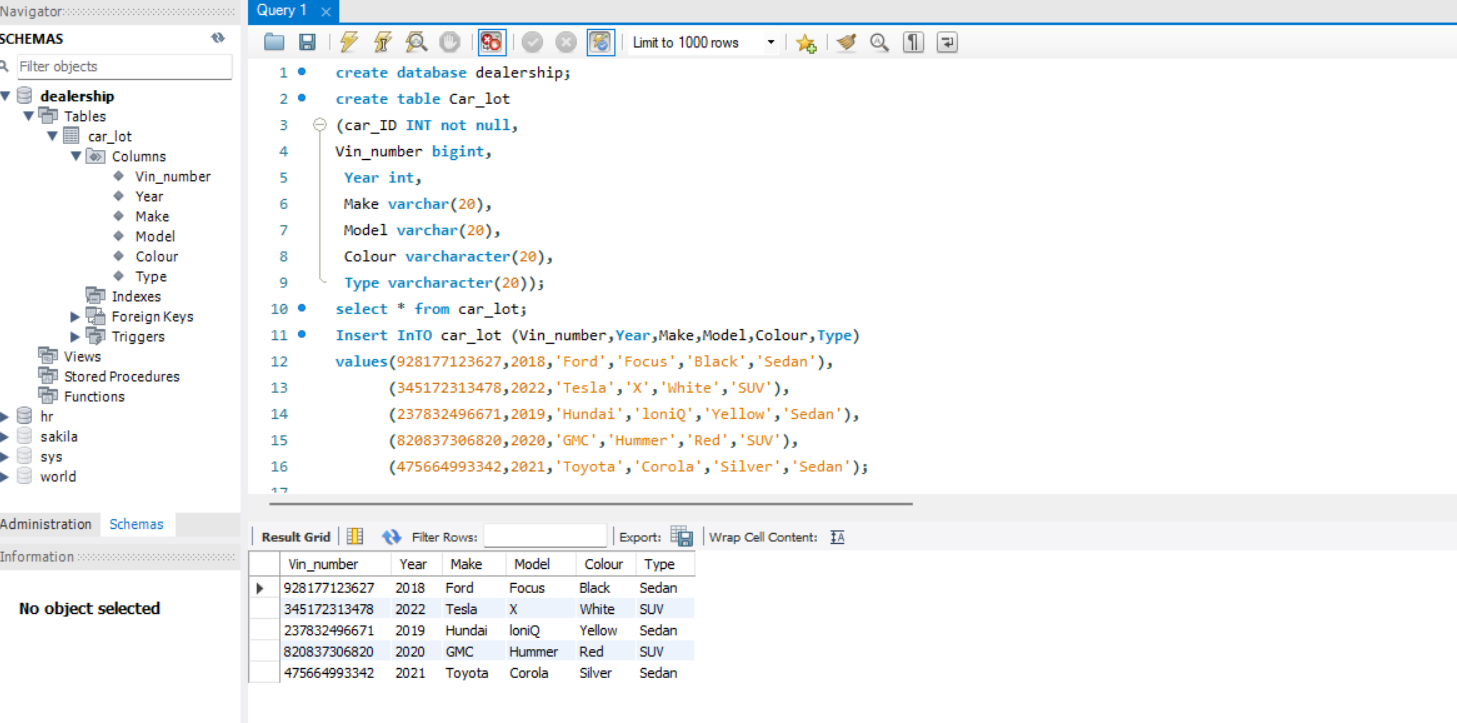 Navigator
SCHEMAS
Filter objects
dealership
Tables
car_lot
Columns
Vin_number
Year
Make
Model
Colour
Type
Indexes
Foreign Keys
Triggers
Views
Stored Procedures
Functions
hr
sakila
sys
world
Administration Schemas
Information
No object selected
Query 1
Limit to 1000 rows
1 create database dealership;
2 create table Car_lot
3 (car_ID INT not null,
4 Vin_number bigint,
5 Year int,
6 Make varchar(20),
7 Model varchar(20),
8 Colour varcharacter(20),
9 Type varcharacter(20));
10 select * from car_lot;
11 Insert InTO car_lot (Vin_number,Year,Make,Model,Colour,Type)
12 values(928177123627,2018,'Ford','Focus','Black','Sedan'),
13 (345172313478,2022,'Tesla','X','White','SUV'),
14 (237832496671,2019,'Hundai','loniQ','Yellow','Sedan'),
15 (820837306820,2020,'GMC','Hummer','Red','SUV'),
16 (475664993342,2021,'Toyota','Corola','Silver','Sedan');
17
Result Grid Filter Rows: Export: Wrap Cell Content: IA
Vin_number Year Make Model Colour Type
928177123627 2018 Ford Focus Black Sedan
345172313478 2022 Tesla X White SUV
237832496671 2019 Hundai loniQ Yellow Sedan
820837306820 2020 GMC Hummer Red SUV
475664993342 2021 Toyota Corola Silver Sedan